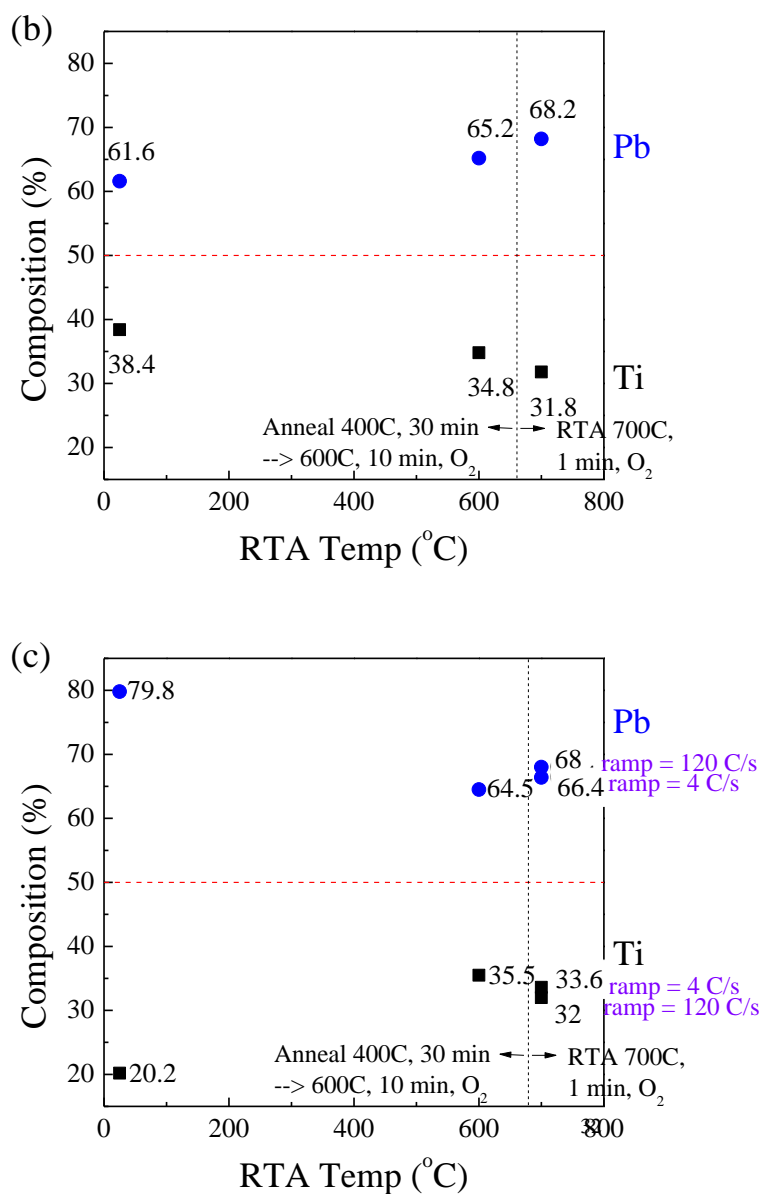 (b)
80
70
60
50
40
30
20
Composition (%)
61.6
65.2
68.2
Pb
38.4
34.8
31.8
Ti
Anneal 400C, 30 min
--> 600C, 10 min, O2
RTA 700C,
1 min, O2
0 200 400 600 800
RTA Temp (°C)
(c)
80
70
60
50
40
30
20
Composition (%)
79.8
64.5
68
66.4
Pb
ramp = 120 C/s
ramp = 4 C/s
20.2
35.5
33.6
32
Ti
ramp = 4 C/s
ramp = 120 C/s
Anneal 400C, 30 min
--> 600C, 10 min, O2
RTA 700C,
1 min, O2
32
0 200 400 600 800
RTA Temp (°C)